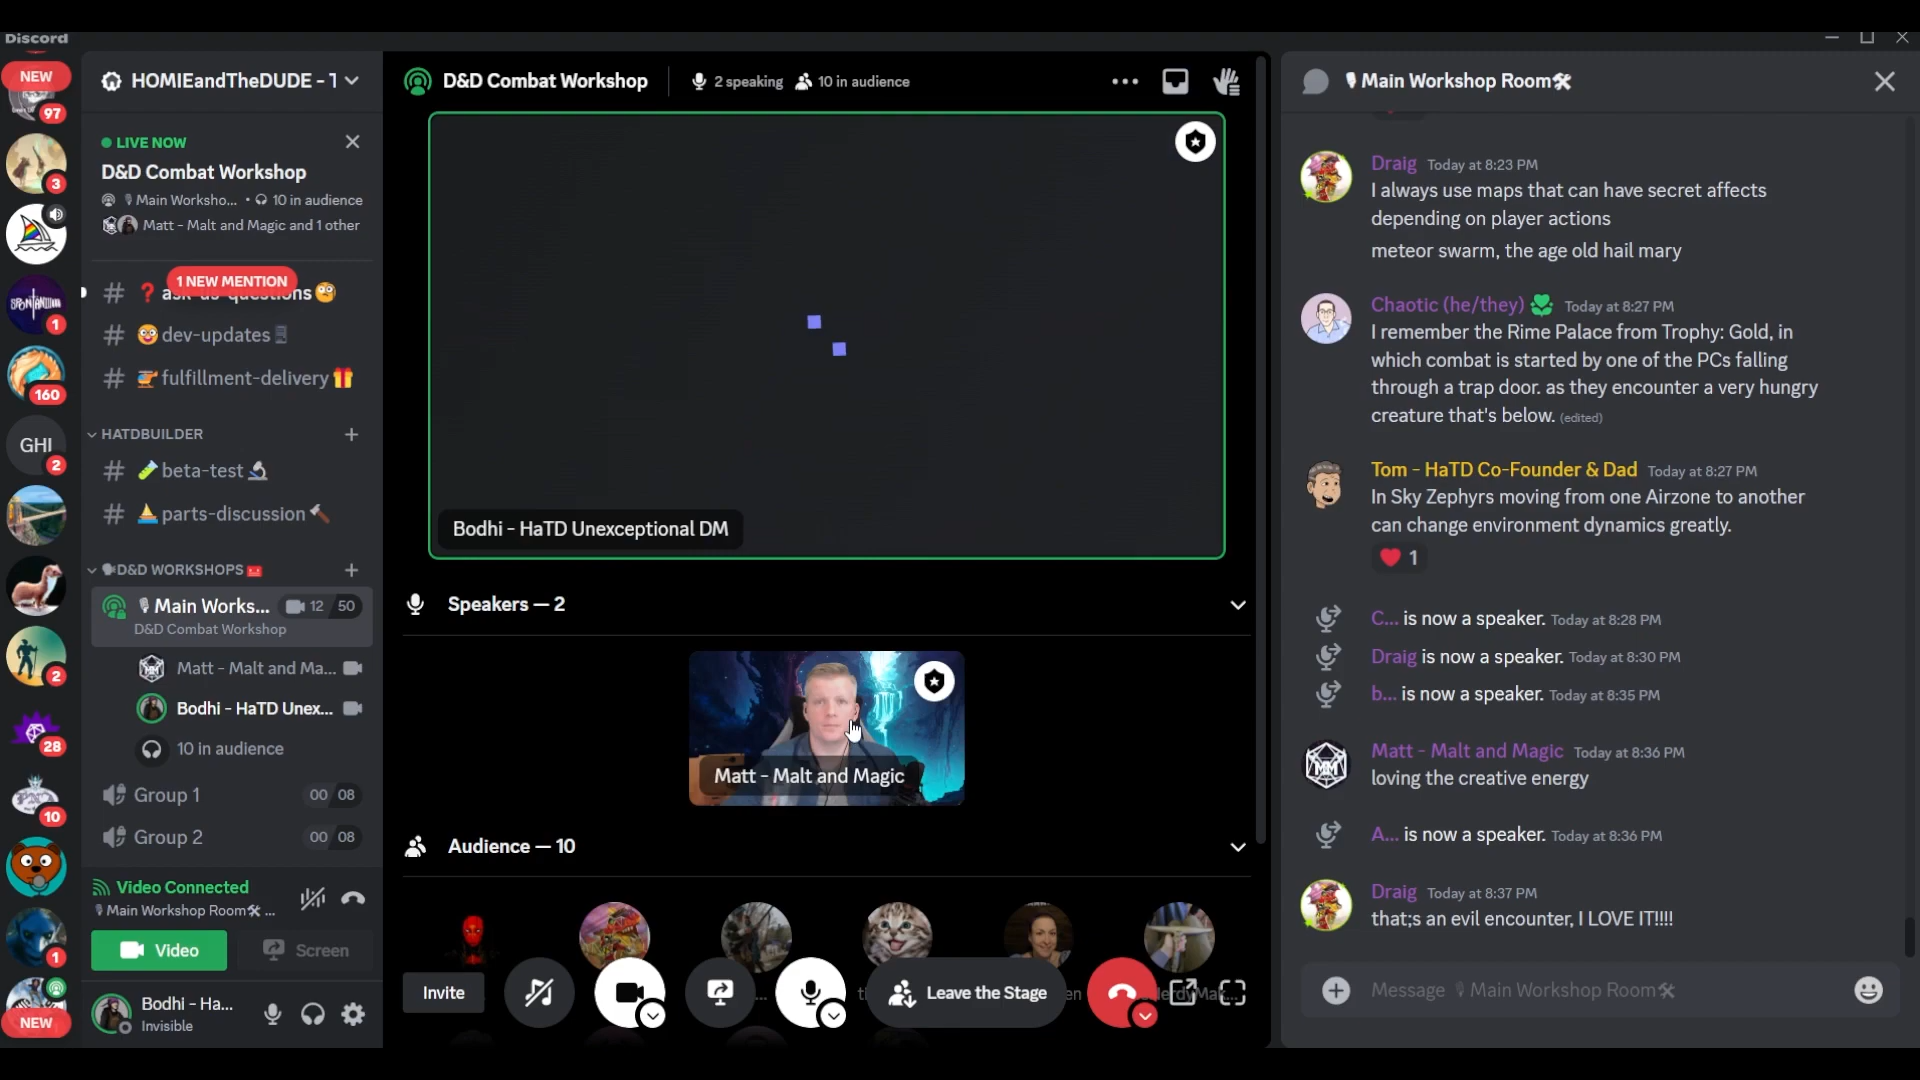 Discord
NEW
97
3
1
160
GHI
2
2
28
10
1
NEW
HOMIEandTheDUDE - T
LIVE NOW
D&D Combat Workshop
🎙Main Worksho... • 10 in audience
Matt - Malt and Magic and 1 other
1 NEW MENTION
# ❓ask-us-questions🧐
# dev-updates
# fulfillment-delivery🎁
HATDBUILDER
# 🧪beta-test🔬
# ⛵parts-discussion🔨
D&D WORKSHOPS
🎙Main Works... 12 50
D&D Combat Workshop
Matt - Malt and Ma...
Bodhi - HaTD Unex...
10 in audience
Group 1 00 08
Group 2 00 08
Video Connected
🎙Main Workshop Room🛠 ...
Video
Screen
Bodhi - Ha...
Invisible
D&D Combat Workshop
2 speaking
10 in audience
Bodhi - HaTD Unexceptional DM
Speakers — 2
Matt - Malt and Magic
Audience — 10
Invite
Leave the Stage
🎙Main Workshop Room🛠
Draig Today at 8:23 PM
I always use maps that can have secret affects
depending on player actions
meteor swarm, the age old hail mary
Chaotic (he/they) Today at 8:27 PM
I remember the Rime Palace from Trophy: Gold, in
which combat is started by one of the PCs falling
through a trap door. as they encounter a very hungry
creature that's below. (edited)
Tom - HaTD Co-Founder & Dad Today at 8:27 PM
In Sky Zephyrs moving from one Airzone to another
can change environment dynamics greatly.
❤️ 1
C... is now a speaker. Today at 8:28 PM
Draig is now a speaker. Today at 8:30 PM
b... is now a speaker. Today at 8:35 PM
MM
Matt - Malt and Magic Today at 8:36 PM
loving the creative energy
A... is now a speaker. Today at 8:36 PM
Draig Today at 8:37 PM
that;s an evil encounter, I LOVE IT!!!!
Message 🎙Main Workshop Room🛠